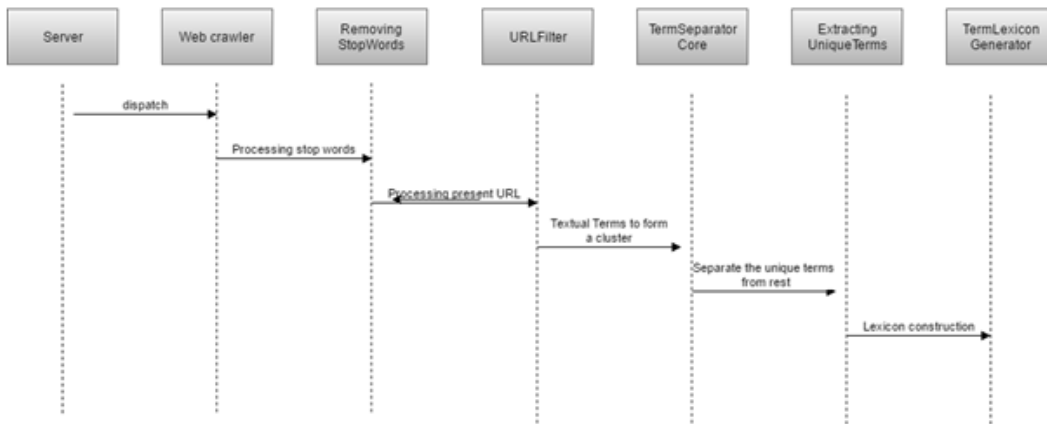 Server
Web crawler
Removing
StopWords
URLFilter
TermSeparator
Core
Extracting
UniqueTerms
TermLexicon
Generator
dispatch
Processing stop words
Processing present URL
Textual Terms to form
a cluster
Separate the unique terms
from rest
Lexicon construction